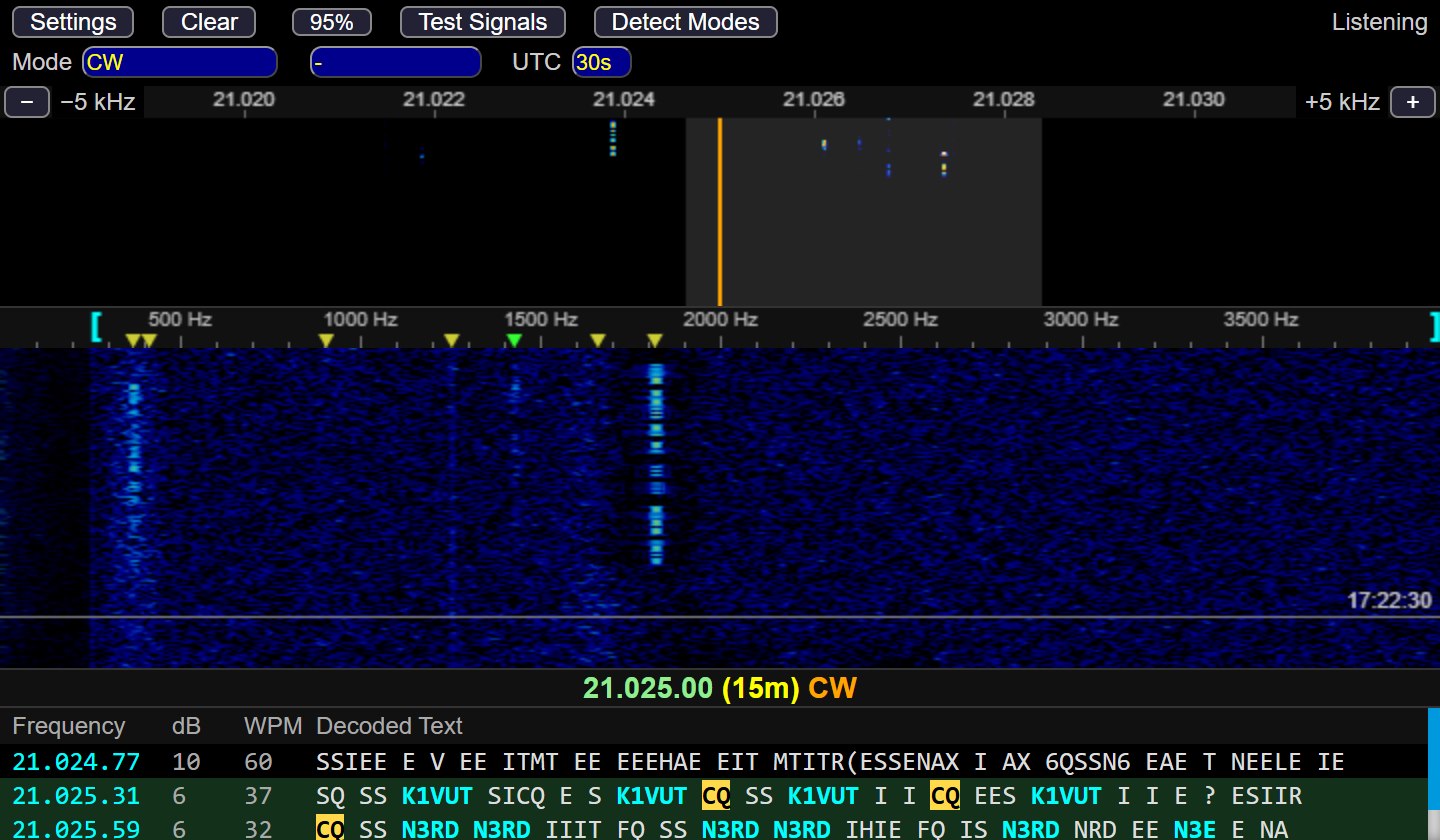 Settings Clear 95% Test Signals Detect Modes Listening
Mode CW - UTC 30s
− −5 kHz 21.020 21.022 21.024 21.026 21.028 21.030 +5 kHz +
[ 500 Hz 1000 Hz 1500 Hz 2000 Hz 2500 Hz 3000 Hz 3500 Hz ]
17:22:30
21.025.00 (15m) CW
Frequency dB WPM Decoded Text
21.024.77 10 60 SSIEE E V EE ITMT EE EEEHAE EIT MTITR(ESSENAX I AX 6QSSN6 EAE T NEELE IE
21.025.31 6 37 SQ SS K1VUT SICQ E S K1VUT CQ SS K1VUT I I CQ EES K1VUT I I E ? ESIIR
21.025.59 6 32 CQ SS N3RD N3RD IIIT FQ SS N3RD N3RD IHIE FQ IS N3RD NRD EE N3E E NA